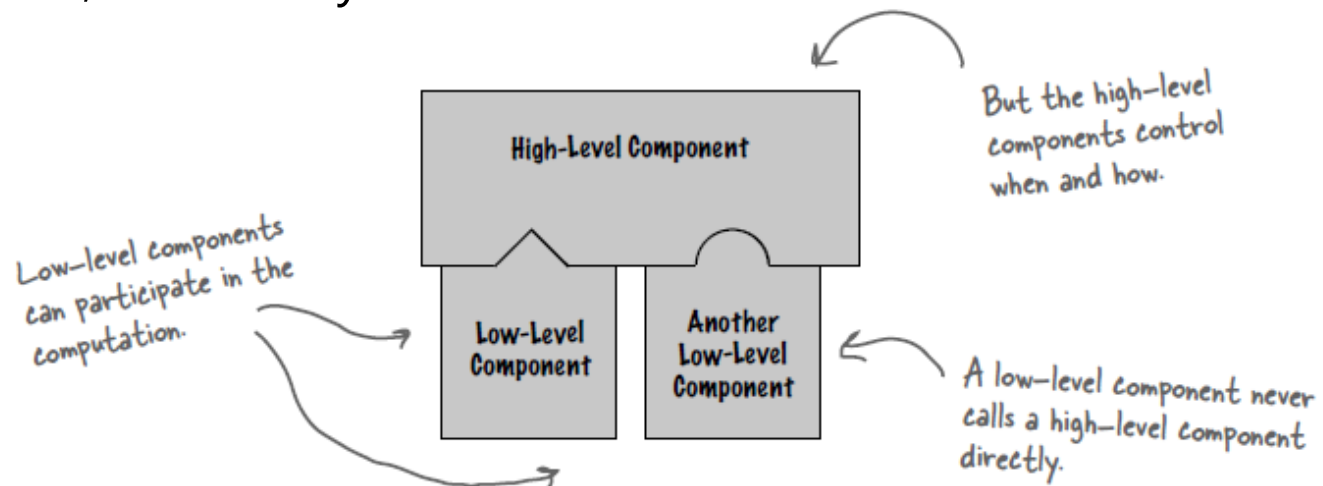 But the high-level
components control
when and how.
High-Level Component
Low-level components
can participate in the
computation.
Low-Level
Component
Another
Low-Level
Component
A low-level component never
calls a high-level component
directly.